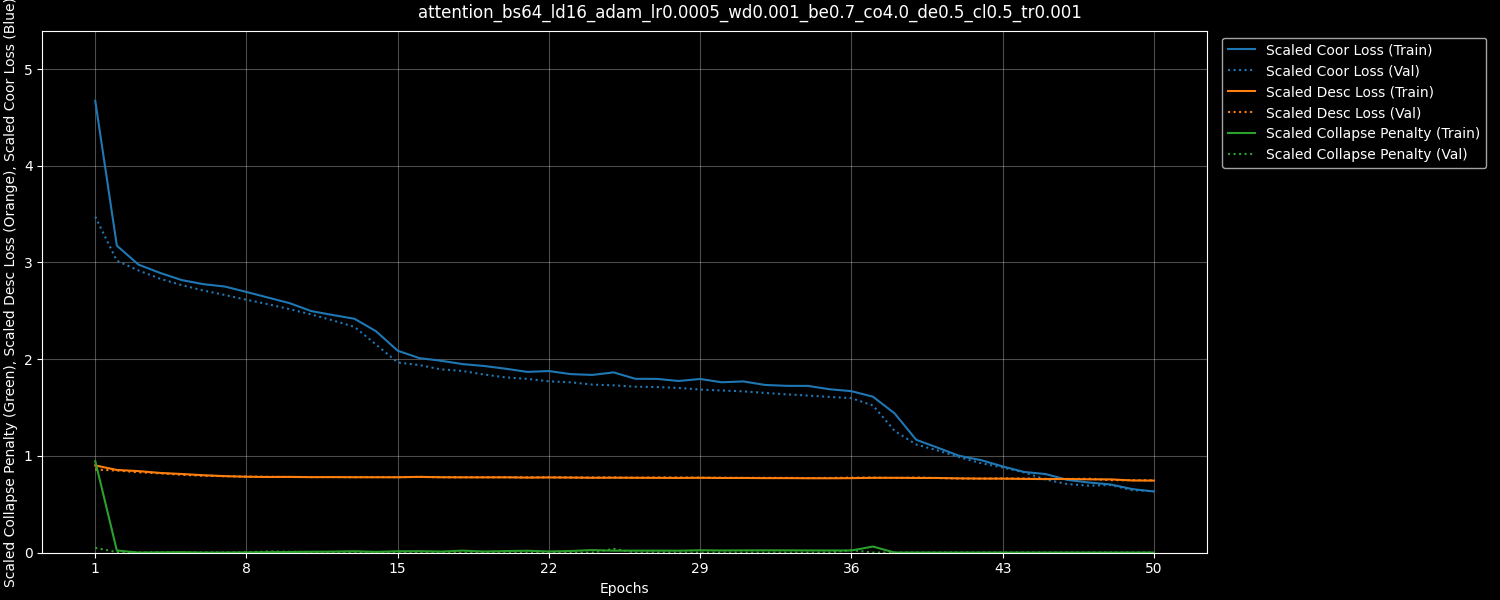 attention_bs64_ld16_adam_lr0.0005_wd0.001_be0.7_co4.0_de0.5_cl0.5_tr0.001
Scaled Collapse Penalty (Green), Scaled Desc Loss (Orange), Scaled Coor Loss (Blue)
5
4
3
2
1
0
1 8 15 22 29 36 43 50
Epochs
Scaled Coor Loss (Train)
Scaled Coor Loss (Val)
Scaled Desc Loss (Train)
Scaled Desc Loss (Val)
Scaled Collapse Penalty (Train)
Scaled Collapse Penalty (Val)